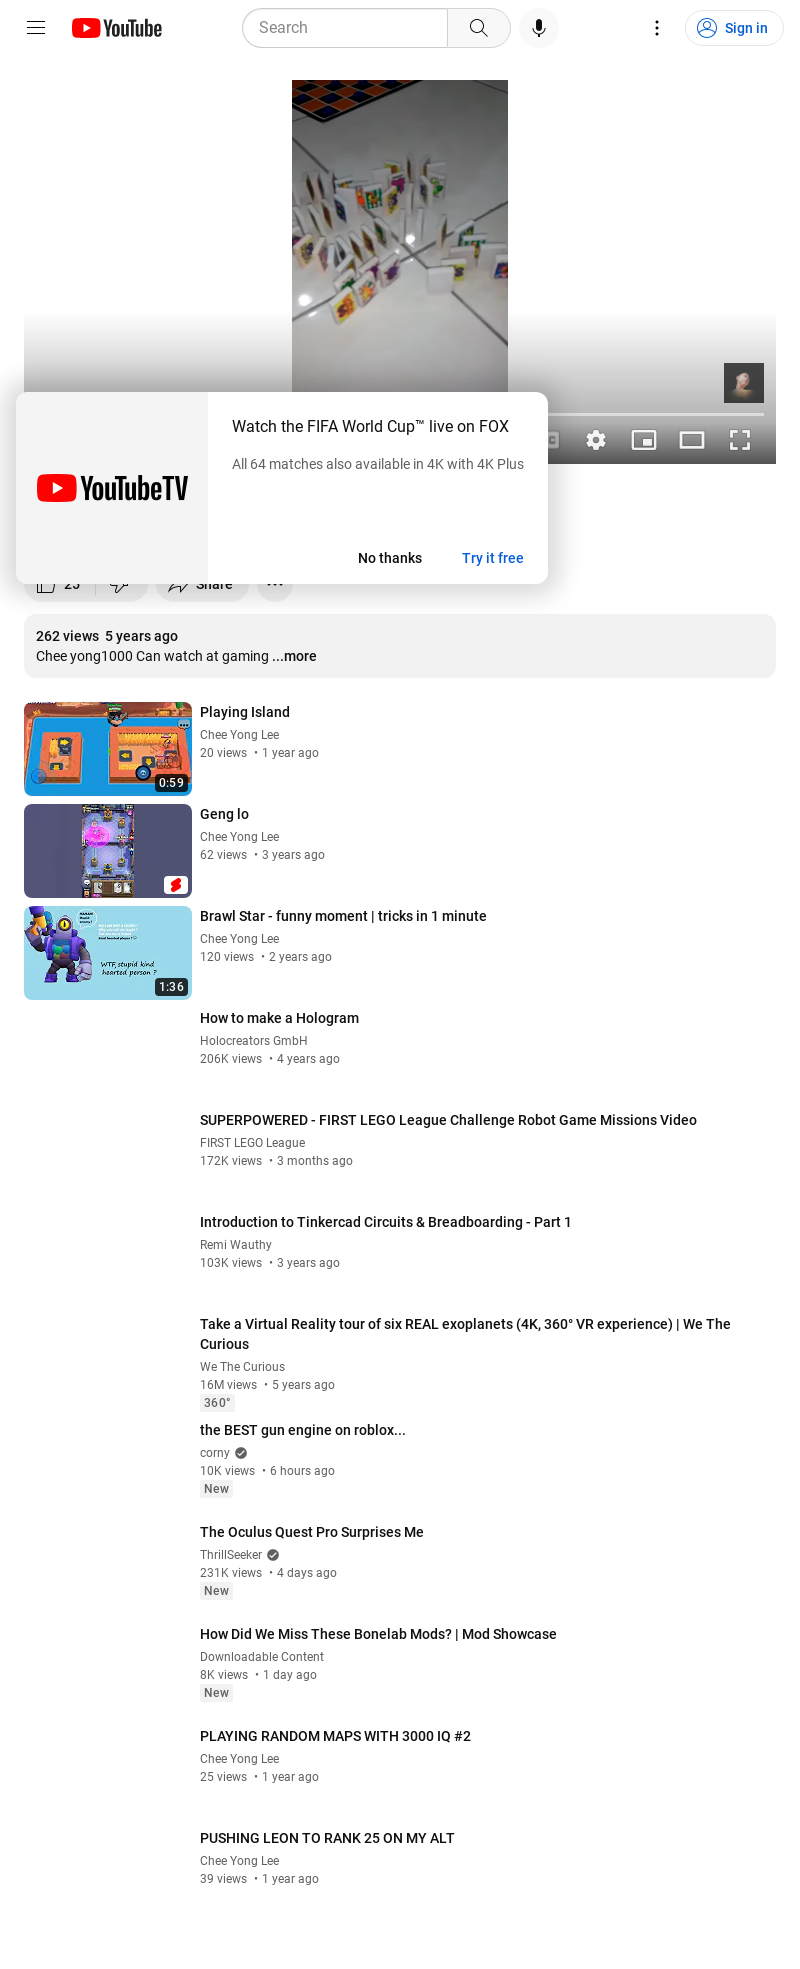 YouTube
Search
Sign in
Watch the FIFA World Cup™ live on FOX
All 64 matches also available in 4K with 4K Plus
YouTubeTV
No thanks
Try it free
25
Share
262 views 5 years ago
Chee yong1000 Can watch at gaming ...more
Playing Island
Chee Yong Lee
20 views • 1 year ago
0:59
Geng lo
Chee Yong Lee
62 views • 3 years ago
Brawl Star - funny moment | tricks in 1 minute
Chee Yong Lee
120 views • 2 years ago
WTF, stupid kind
hearted person ?
1:36
How to make a Hologram
Holocreators GmbH
206K views • 4 years ago
SUPERPOWERED - FIRST LEGO League Challenge Robot Game Missions Video
FIRST LEGO League
172K views • 3 months ago
Introduction to Tinkercad Circuits & Breadboarding - Part 1
Remi Wauthy
103K views • 3 years ago
Take a Virtual Reality tour of six REAL exoplanets (4K, 360° VR experience) | We The
Curious
We The Curious
16M views • 5 years ago
360°
the BEST gun engine on roblox...
corny
10K views • 6 hours ago
New
The Oculus Quest Pro Surprises Me
ThrillSeeker
231K views • 4 days ago
New
How Did We Miss These Bonelab Mods? | Mod Showcase
Downloadable Content
8K views • 1 day ago
New
PLAYING RANDOM MAPS WITH 3000 IQ #2
Chee Yong Lee
25 views • 1 year ago
PUSHING LEON TO RANK 25 ON MY ALT
Chee Yong Lee
39 views • 1 year ago